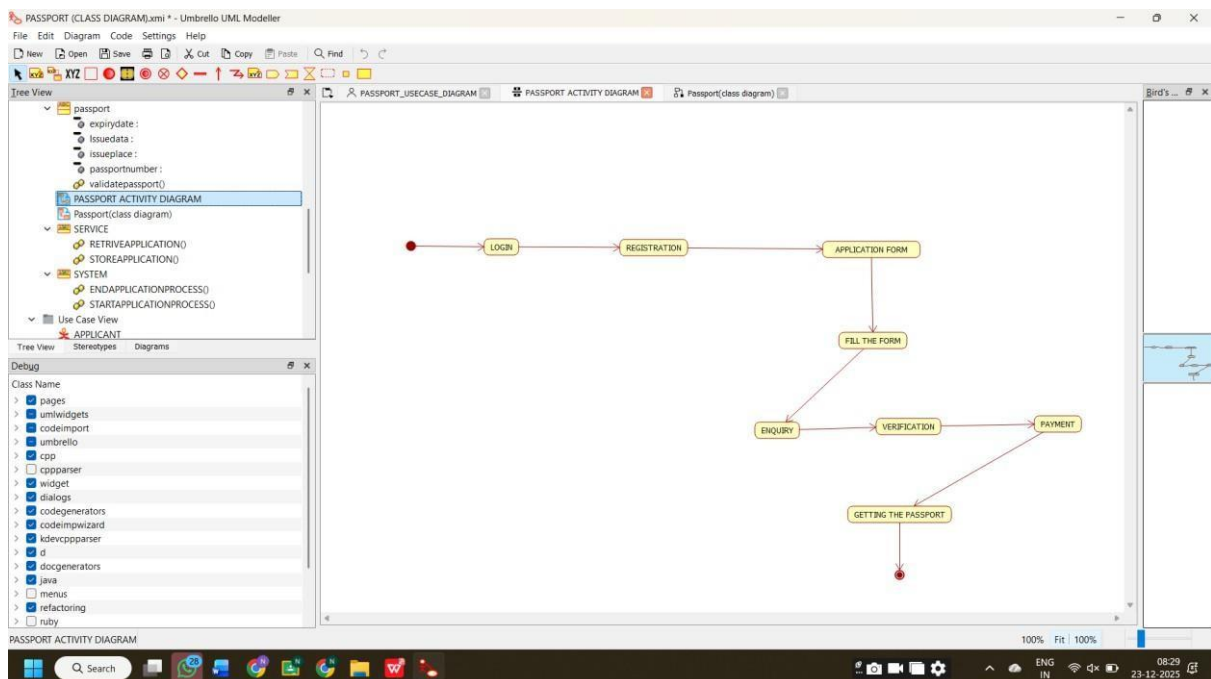 PASSPORT (CLASS DIAGRAM).xmi * - Umbrello UML Modeller
File Edit Diagram Code Settings Help
New Open Save Cut Copy Paste Find
XYZ
Tree View
PASSPORT_USECASE_DIAGRAM PASSPORT ACTIVITY DIAGRAM Passport(class diagram)
Bird's ...
passport
expirydate :
Issuedata :
issueplace :
passportnumber :
validatepassport()
PASSPORT ACTIVITY DIAGRAM
Passport(class diagram)
SERVICE
RETRIVEAPPLICATION()
STOREAPPLICATION()
SYSTEM
ENDAPPLICATIONPROCESS()
STARTAPPLICATIONPROCESS()
Use Case View
APPLICANT
Tree View Stereotypes Diagrams
Debug
Class Name
pages
umlwidgets
codeimport
umbrello
cpp
cppparser
widget
dialogs
codegenerators
codeimpwizard
kdevcppparser
d
docgenerators
java
menus
refactoring
ruby
LOGIN REGISTRATION APPLICATION FORM
FILL THE FORM
ENQUIRY VERIFICATION PAYMENT
GETTING THE PASSPORT
PASSPORT ACTIVITY DIAGRAM
100% Fit 100%
Search
28
ENG
IN
08:29
23-12-2025